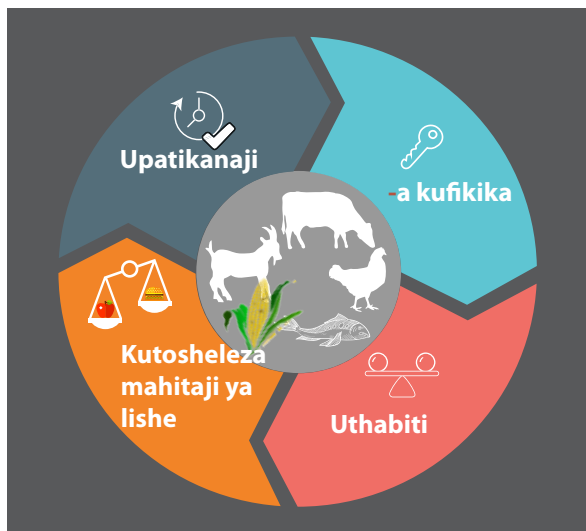 Upatikanaji
-a kufikika
Uthabiti
Kutosheleza
mahitaji ya
lishe